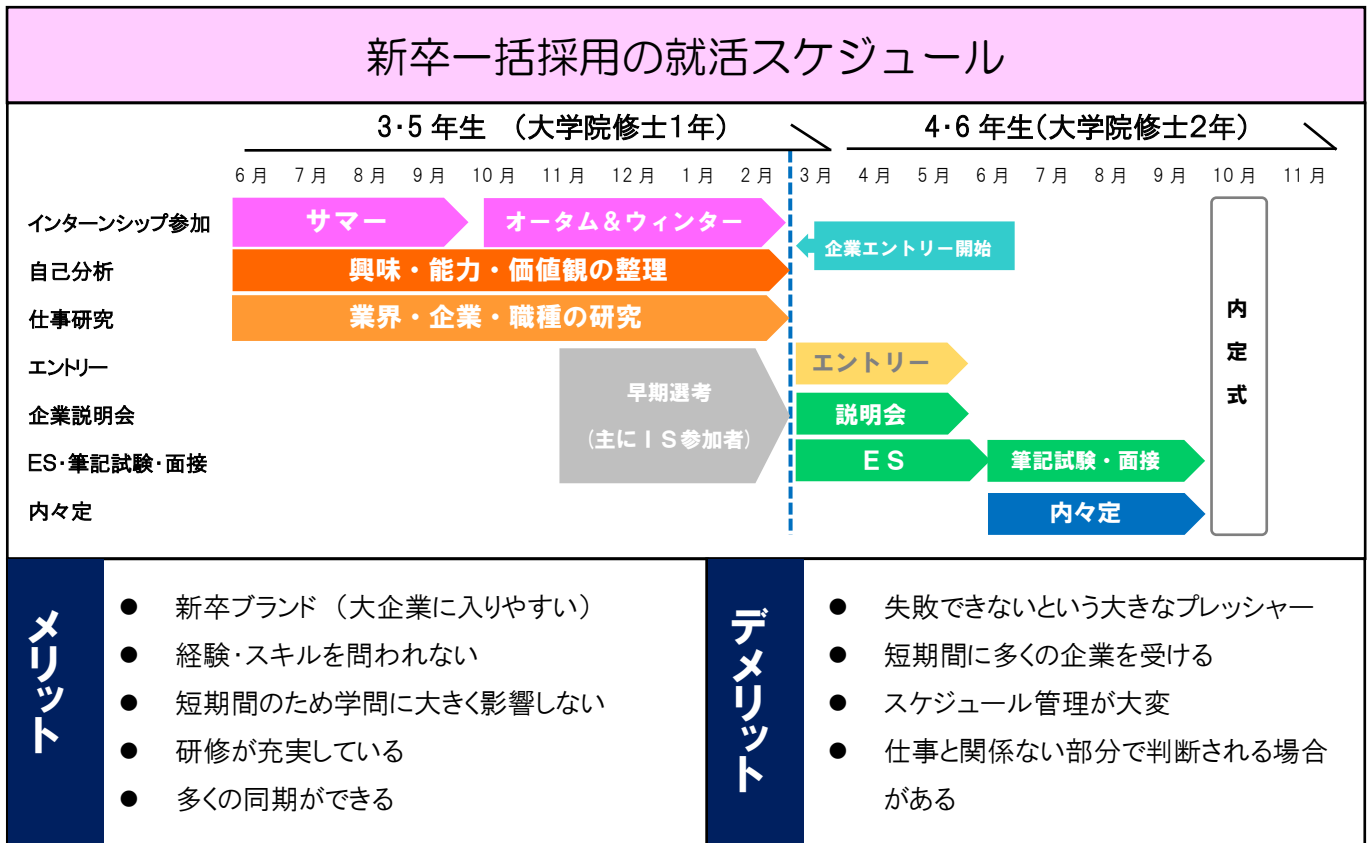 新卒一括採用の就活スケジュール
3・5年生 （大学院修士1年）
4・6年生（大学院修士2年）
6月 7月 8月 9月 10月 11月 12月 1月 2月 3月 4月 5月 6月 7月 8月 9月 10月 11月
インターンシップ参加
サマー
オータム＆ウィンター
企業エントリー開始
自己分析
興味・能力・価値観の整理
仕事研究
業界・企業・職種の研究
エントリー
エントリー
早期選考
(主にＩＳ参加者)
企業説明会
説明会
ES・筆記試験・面接
ＥＳ
筆記試験・面接
内々定
内々定
内定式
メリット
● 新卒ブランド （大企業に入りやすい）
● 経験・スキルを問われない
● 短期間のため学問に大きく影響しない
● 研修が充実している
● 多くの同期ができる
デメリット
● 失敗できないという大きなプレッシャー
● 短期間に多くの企業を受ける
● スケジュール管理が大変
● 仕事と関係ない部分で判断される場合
がある